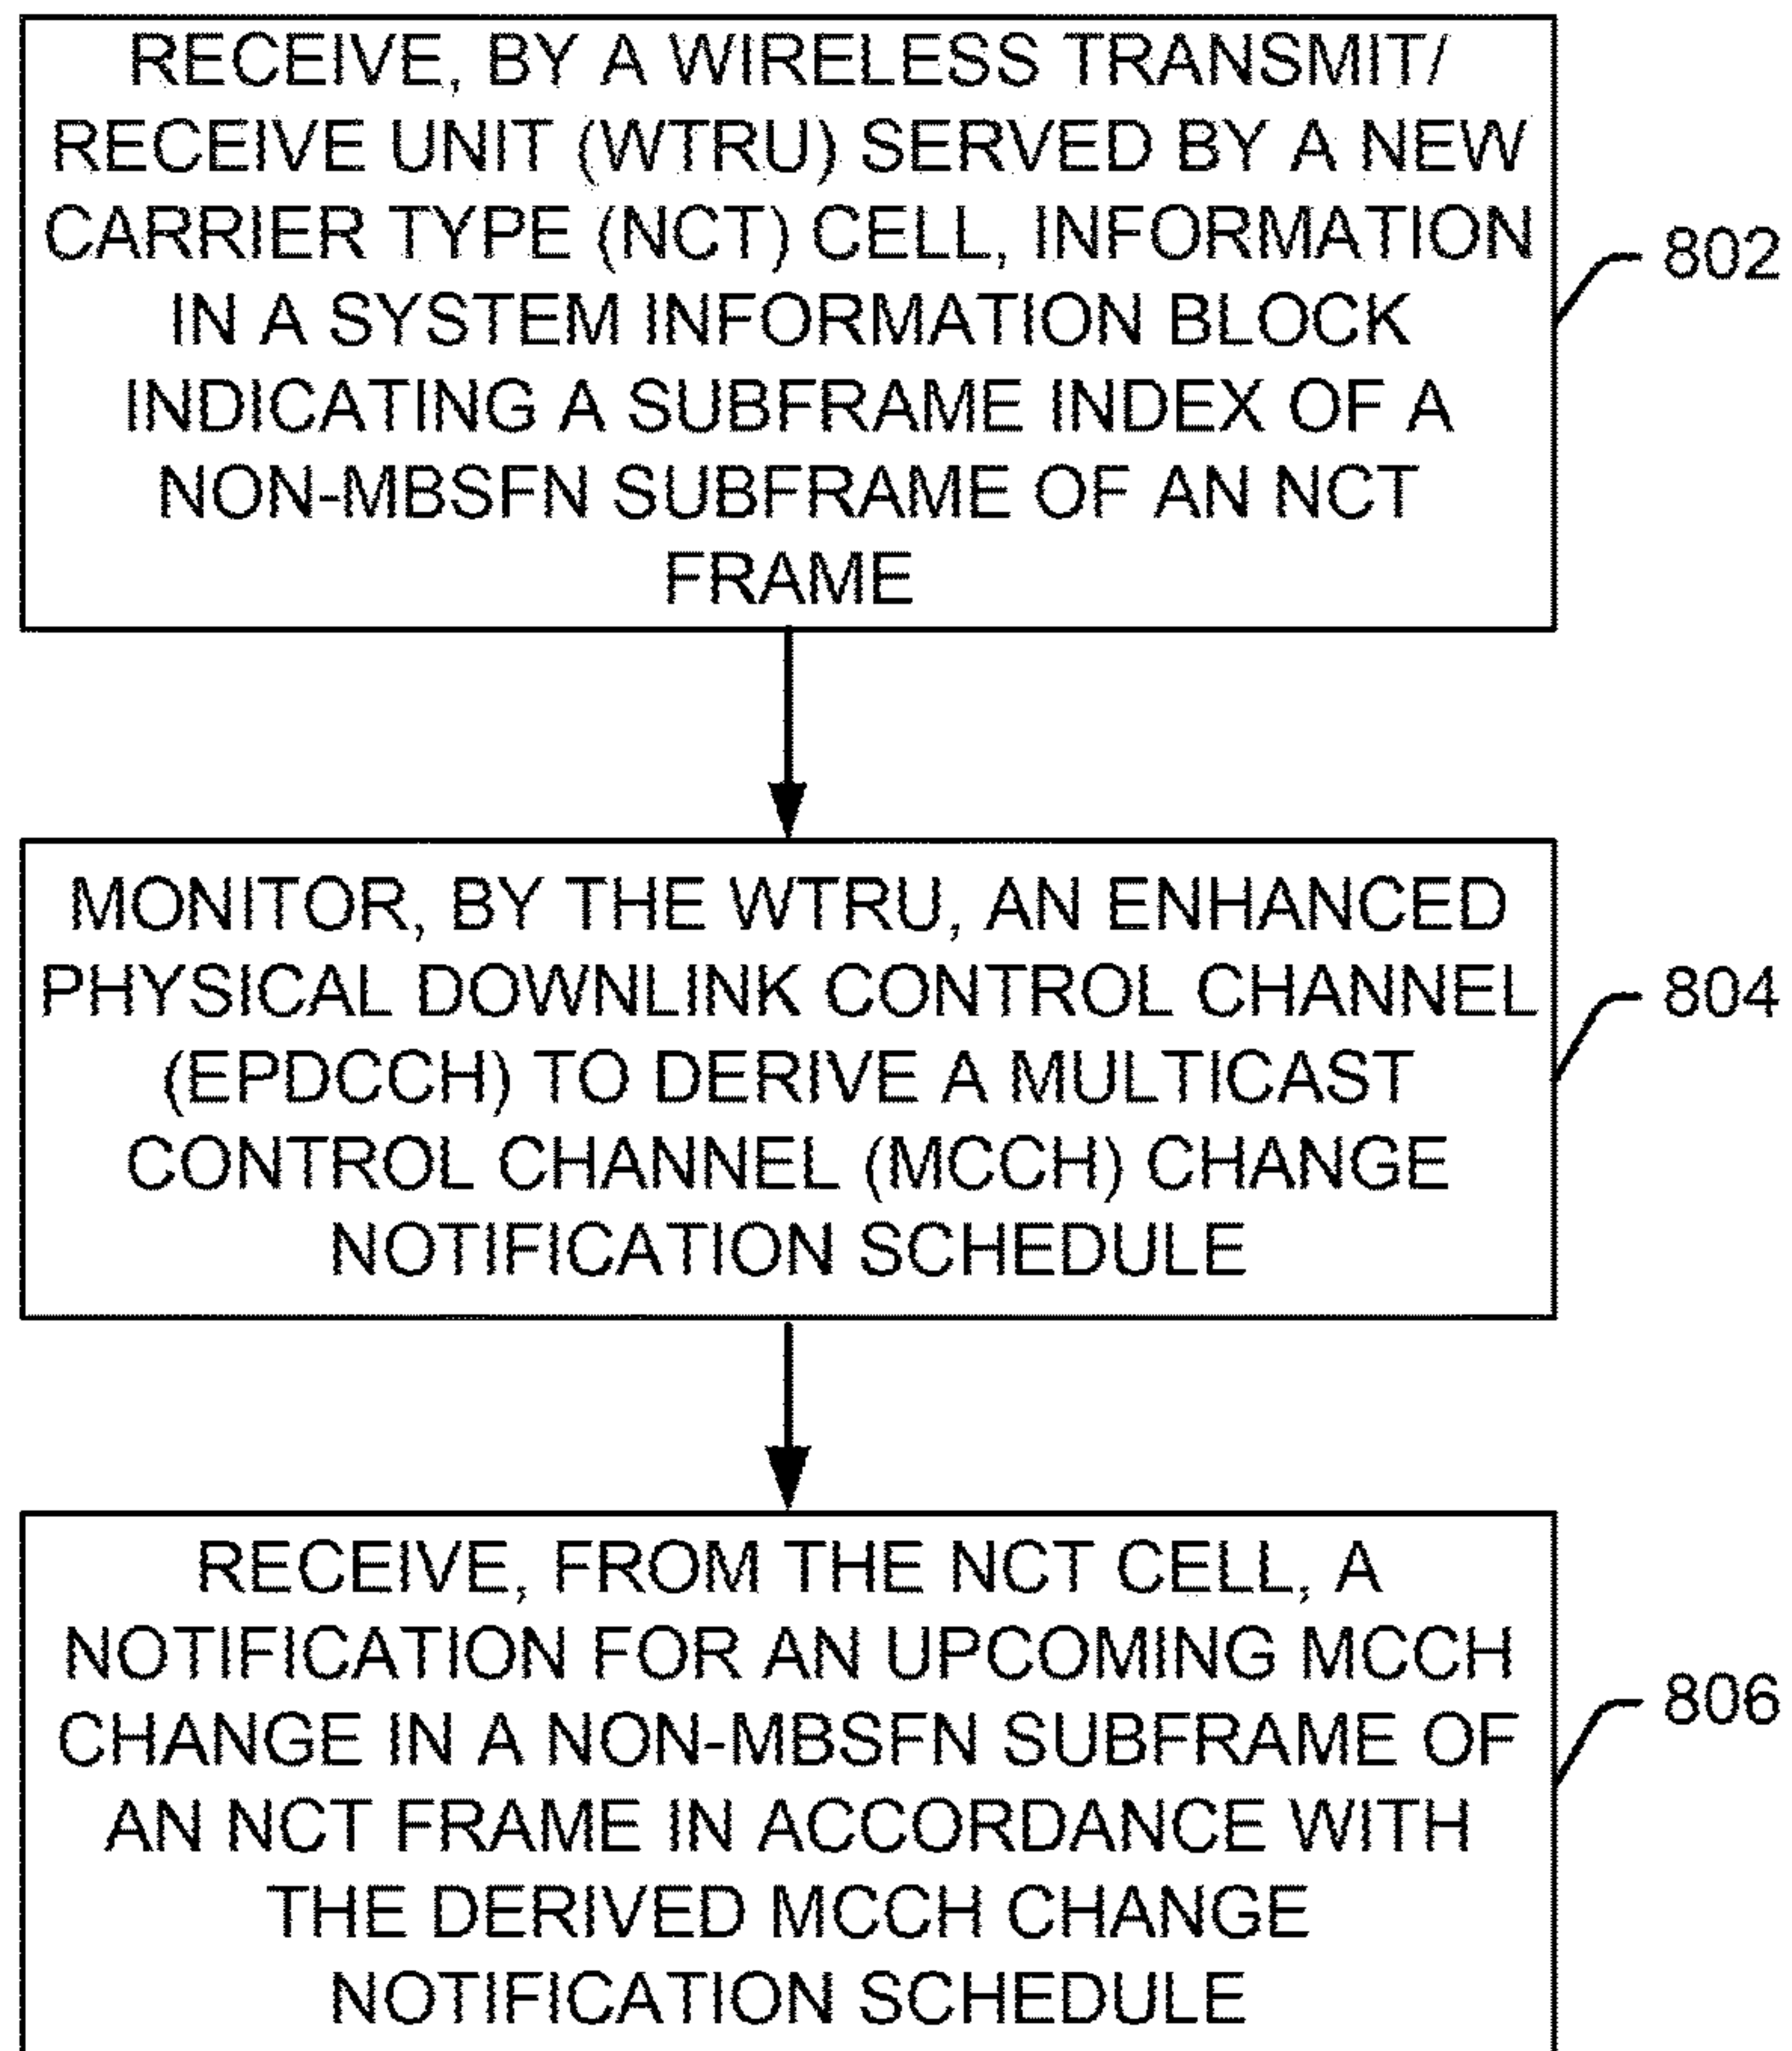 RECEIVE, BY A WIRELESS TRANSMIT/
RECEIVE UNIT (WTRU) SERVED BY A NEW
CARRIER TYPE (NCT) CELL, INFORMATION
IN A SYSTEM INFORMATION BLOCK
INDICATING A SUBFRAME INDEX OF A
NON-MBSFN SUBFRAME OF AN NCT
FRAME
802
MONITOR, BY THE WTRU, AN ENHANCED
PHYSICAL DOWNLINK CONTROL CHANNEL
(EPDCCH) TO DERIVE A MULTICAST
CONTROL CHANNEL (MCCH) CHANGE
NOTIFICATION SCHEDULE
804
RECEIVE, FROM THE NCT CELL, A
NOTIFICATION FOR AN UPCOMING MCCH
CHANGE IN A NON-MBSFN SUBFRAME OF
AN NCT FRAME IN ACCORDANCE WITH
THE DERIVED MCCH CHANGE
NOTIFICATION SCHEDULE
806